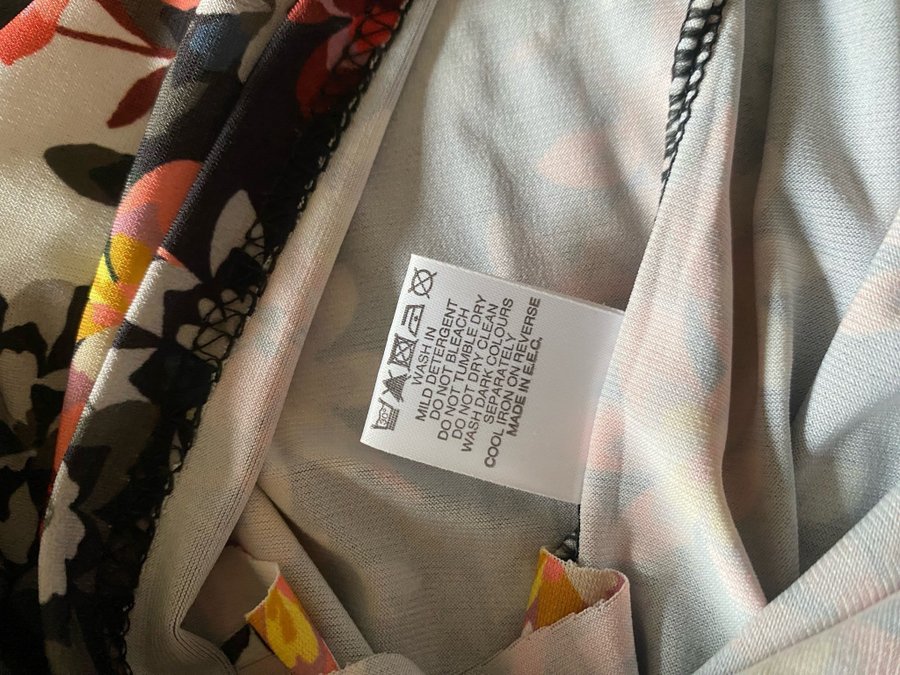 30°
WASH IN
MILD DETERGENT
DO NOT BLEACH
DO NOT TUMBLE DRY
DO NOT DRY CLEAN
WASH DARK COLOURS
SEPARATELY
COOL IRON ON REVERSE
MADE IN E.E.C.